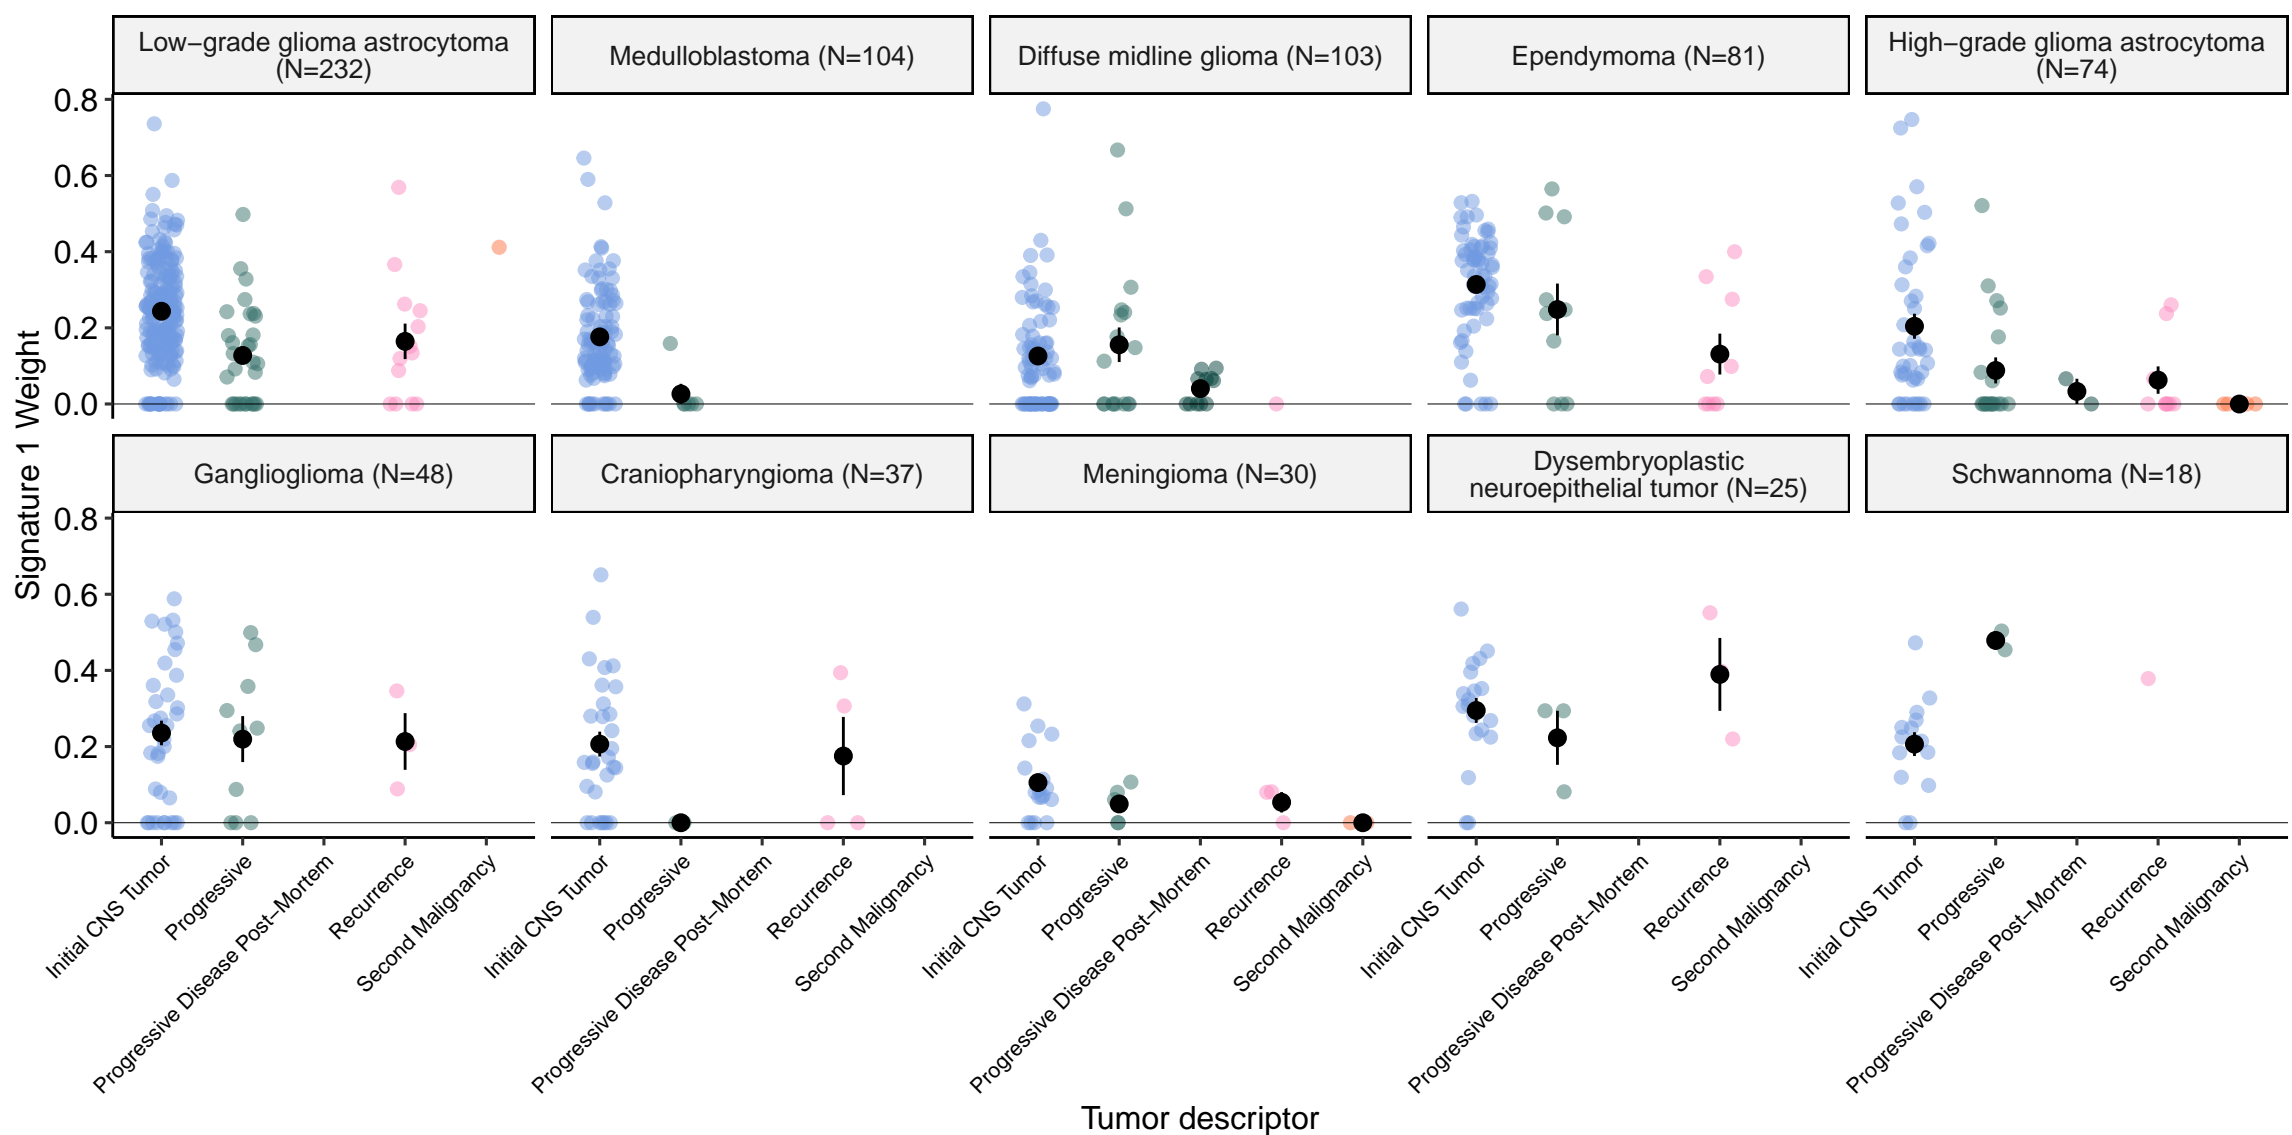 Low−grade glioma astrocytoma
(N=232)
Medulloblastoma (N=104)
Diffuse midline glioma (N=103)
Ependymoma (N=81)
High−grade glioma astrocytoma
(N=74)
0.8
0.6
0.4
0.2
0.0
Signature 1 Weight
Ganglioglioma (N=48)
Craniopharyngioma (N=37)
Meningioma (N=30)
Dysembryoplastic
neuroepithelial tumor (N=25)
Schwannoma (N=18)
0.8
0.6
0.4
0.2
0.0
Initial CNS Tumor
Progressive
Progressive Disease Post−Mortem
Recurrence
Second Malignancy
Initial CNS Tumor
Progressive
Progressive Disease Post−Mortem
Recurrence
Second Malignancy
Initial CNS Tumor
Progressive
Progressive Disease Post−Mortem
Recurrence
Second Malignancy
Initial CNS Tumor
Progressive
Progressive Disease Post−Mortem
Recurrence
Second Malignancy
Initial CNS Tumor
Progressive
Progressive Disease Post−Mortem
Recurrence
Second Malignancy
Tumor descriptor